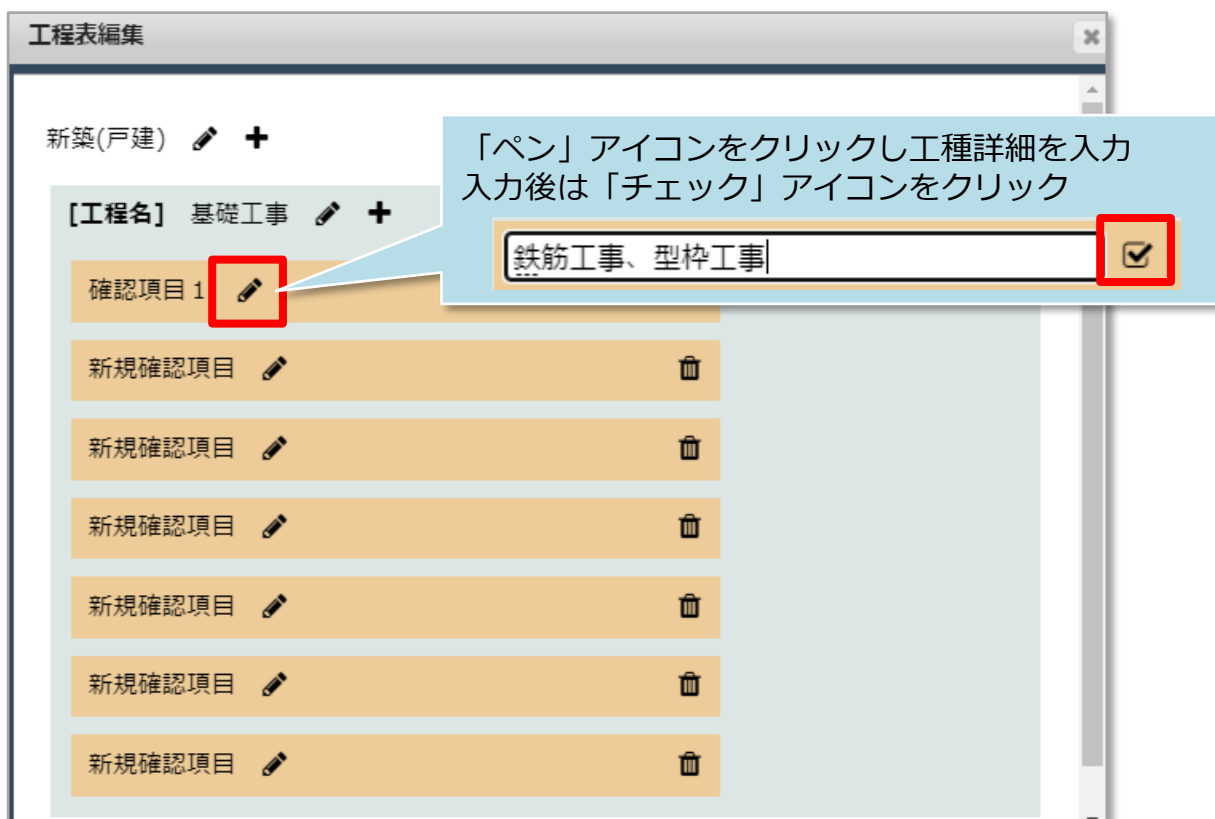 工程表編集
新築(戸建)
「ペン」アイコンをクリックし工種詳細を入力
入力後は「チェック」アイコンをクリック
[工程名] 基礎工事
鉄筋工事、型枠工事
確認項目1
新規確認項目
新規確認項目
新規確認項目
新規確認項目
新規確認項目
新規確認項目